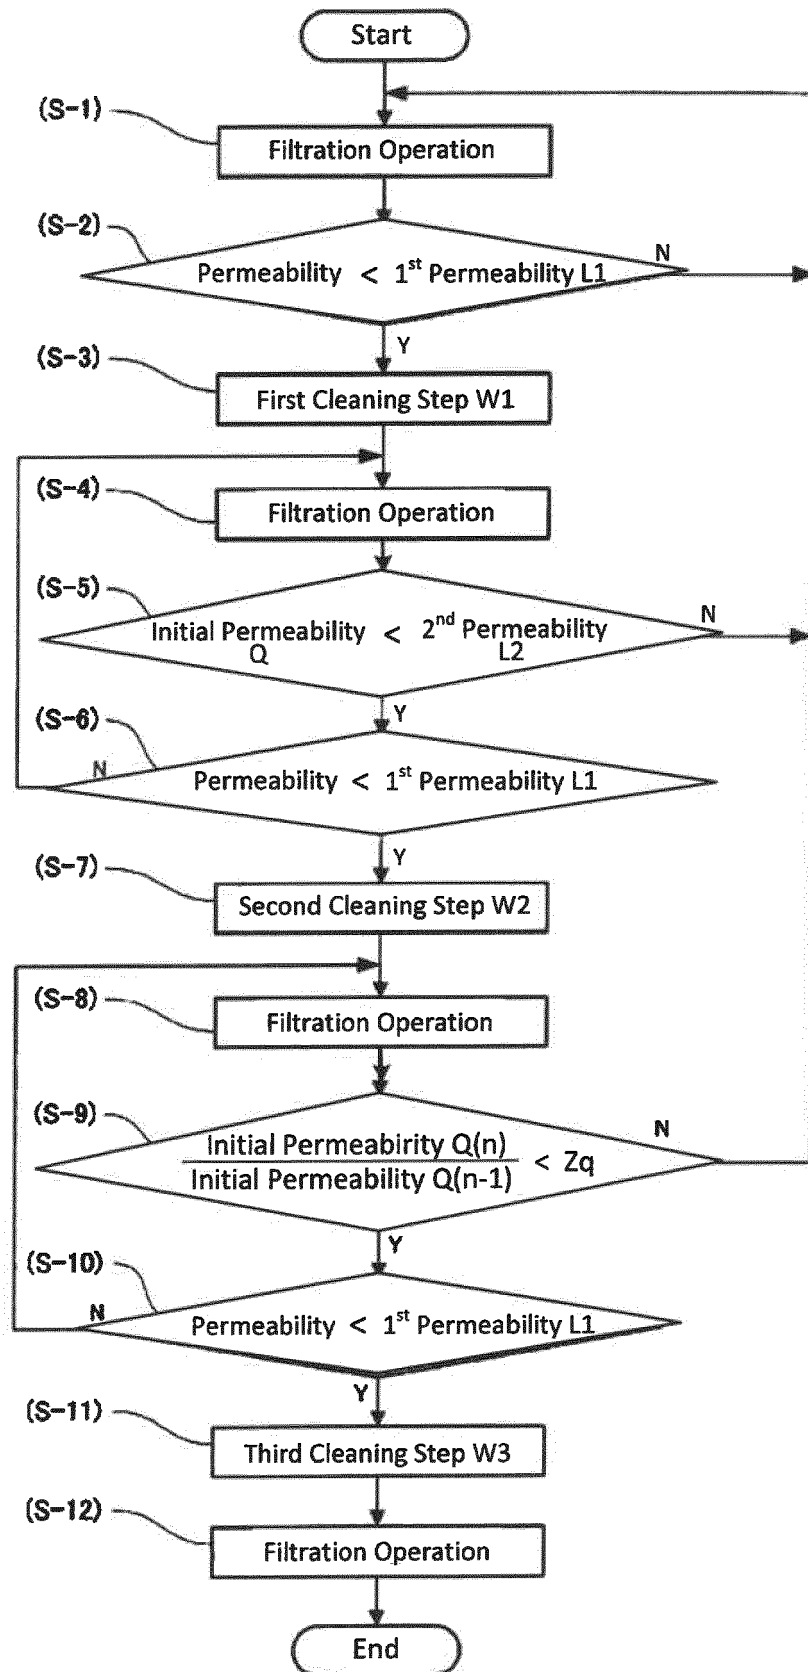 Start
(S-1)
Filtration Operation
(S-2)
Permeability < 1st Permeability L1
N
Y
(S-3)
First Cleaning Step W1
(S-4)
Filtration Operation
(S-5)
Initial Permeability < 2nd Permeability
Q L2
N
Y
(S-6)
N
Permeability < 1st Permeability L1
Y
(S-7)
Second Cleaning Step W2
(S-8)
Filtration Operation
(S-9)
Initial Permeabirity Q(n)
Initial Permeability Q(n-1)
< Zq
N
Y
(S-10)
N
Permeability < 1st Permeability L1
Y
(S-11)
Third Cleaning Step W3
(S-12)
Filtration Operation
End